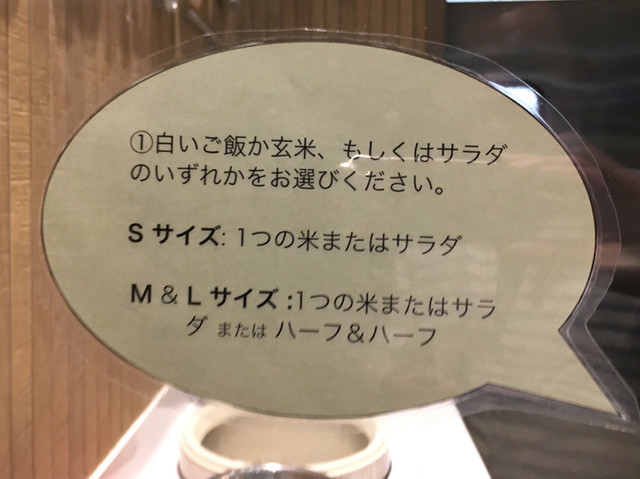 ①白いご飯か玄米、もしくはサラダ
のいずれかをお選びください。
S サイズ: 1つの米またはサラダ
M & L サイズ :1つの米またはサラ
ダ または ハーフ&ハーフ